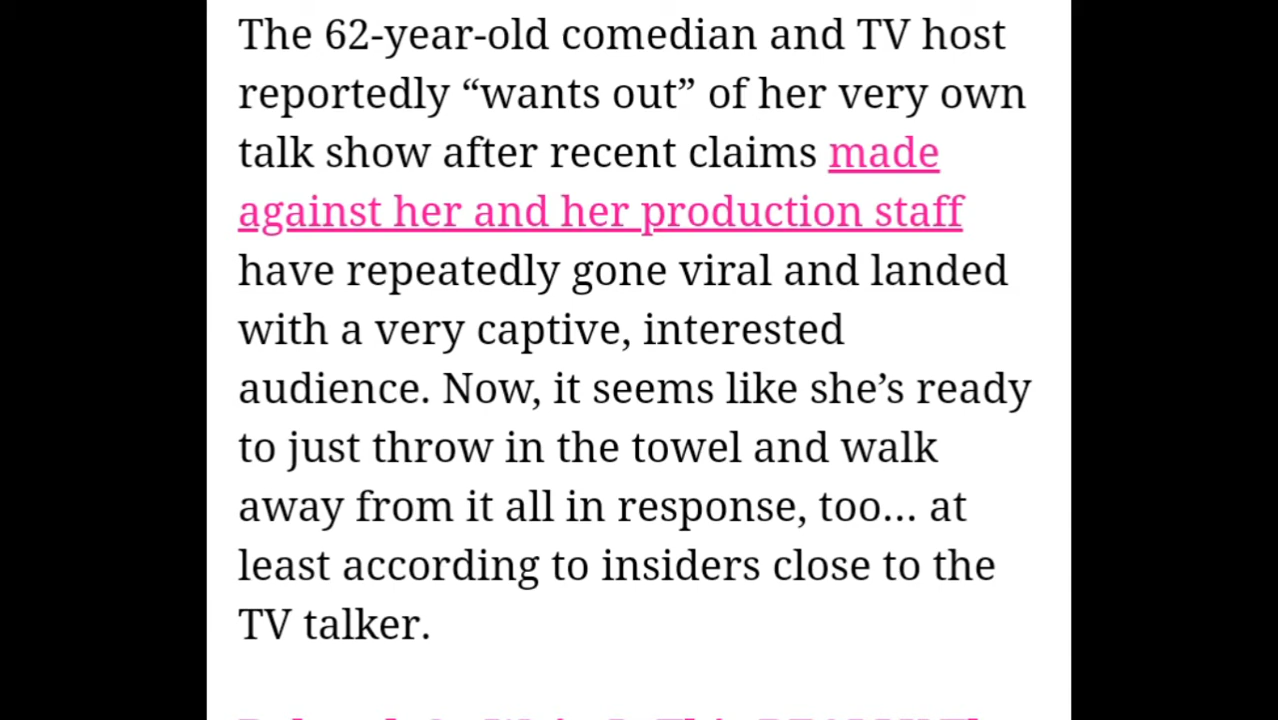 The 62-year-old comedian and TV host
reportedly “wants out” of her very own
talk show after recent claims made
against her and her production staff
have repeatedly gone viral and landed
with a very captive, interested
audience. Now, it seems like she’s ready
to just throw in the towel and walk
away from it all in response, too… at
least according to insiders close to the
TV talker.